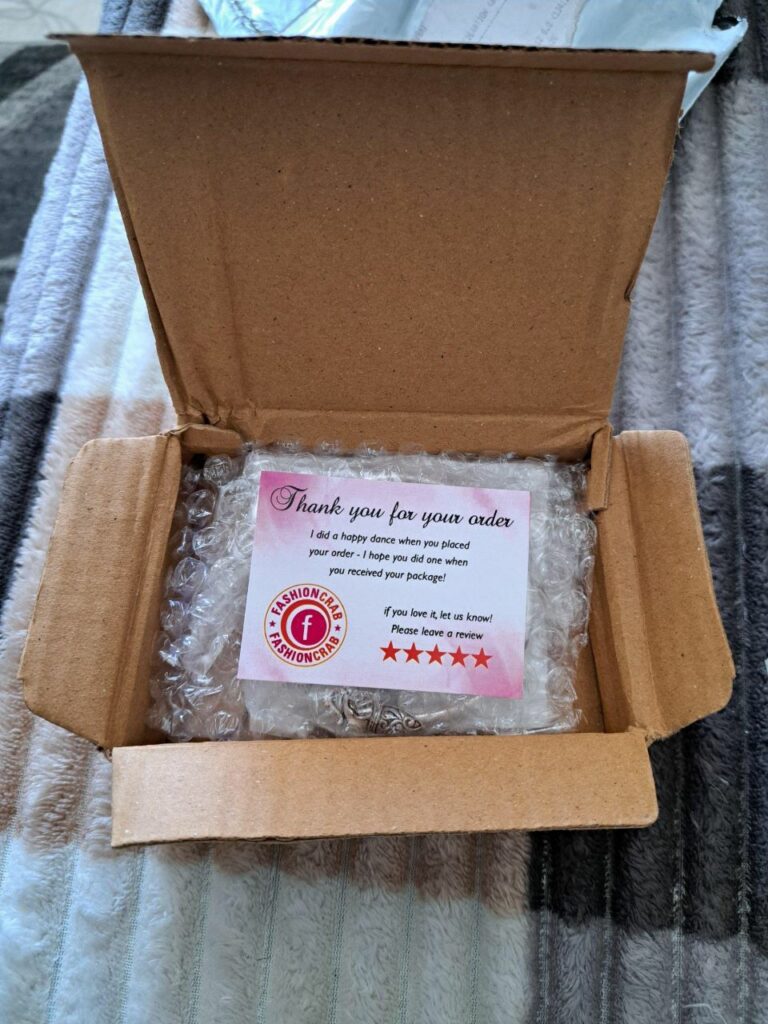 Thank you for your order
I did a happy dance when you placed
your order - I hope you did one when
you received your package!
FASHIONCRAB
f
FASHIONCRAB
if you love it, let us know!
Please leave a review